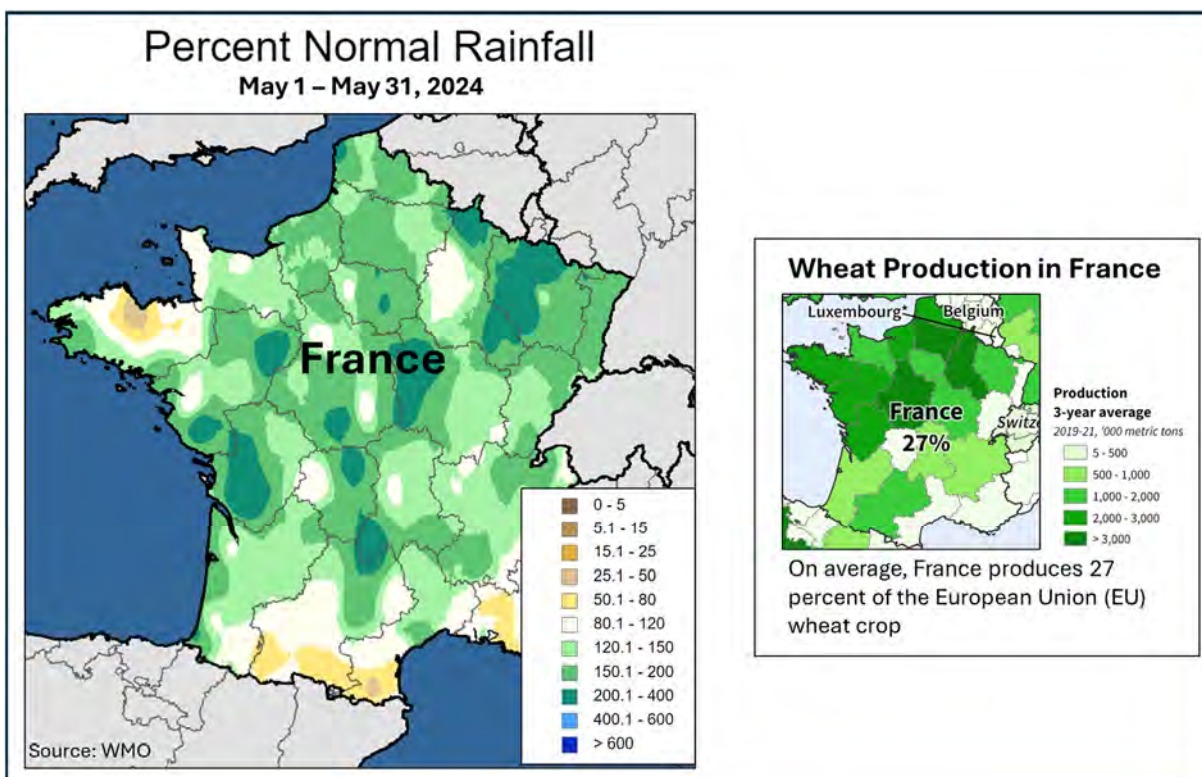 Percent Normal Rainfall
May 1 – May 31, 2024
France
0 - 5
5.1 - 15
15.1 - 25
25.1 - 50
50.1 - 80
80.1 - 120
120.1 - 150
150.1 - 200
200.1 - 400
400.1 - 600
> 600
Source: WMO
Wheat Production in France
Luxembourg*
Belgium
France
27%
Switze
Production
3-year average
2019-21, '000 metric tons
5 - 500
500 - 1,000
1,000 - 2,000
2,000 - 3,000
> 3,000
On average, France produces 27
percent of the European Union (EU)
wheat crop